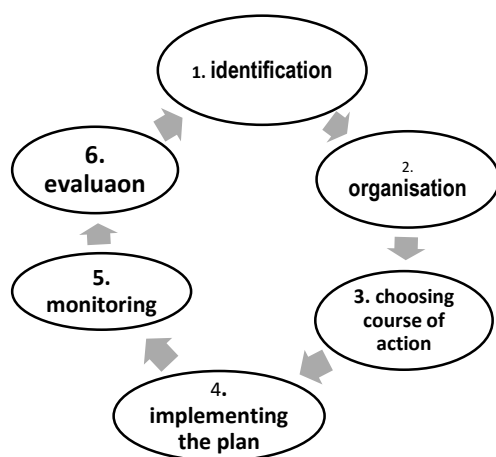 1. identification
2.
organisation
3. choosing
course of
action
4.
implementing
the plan
5.
monitoring
6.
evaluaon